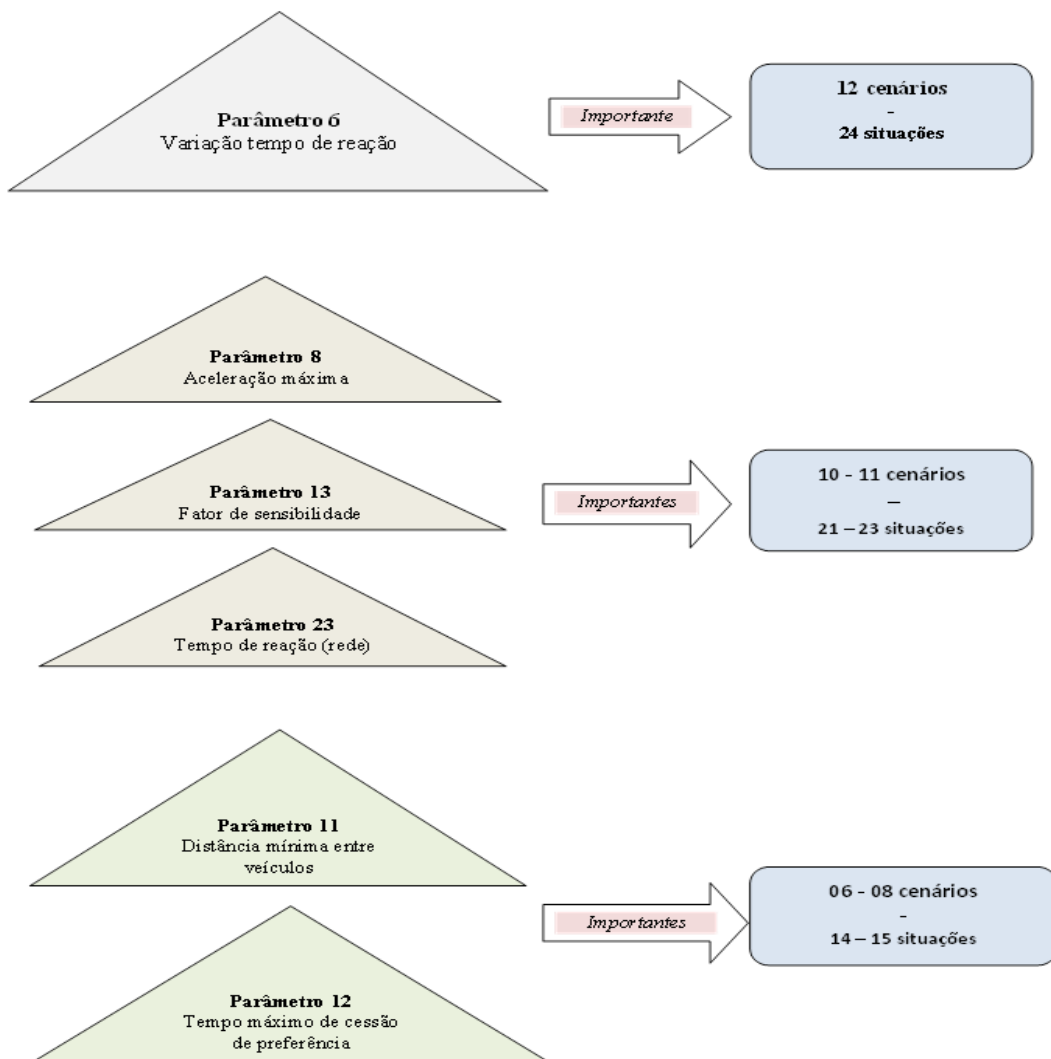 Parâmetro 6
Variação tempo de reação
Importante
12 cenários
-
24 situações
Parâmetro 8
Aceleração máxima
Parâmetro 13
Fator de sensibilidade
Parâmetro 23
Tempo de reação (rede)
Importantes
10 - 11 cenários
–
21 – 23 situações
Parâmetro 11
Distância mínima entre
veículos
Parâmetro 12
Tempo máximo de cessão
de preferência
Importantes
06 - 08 cenários
-
14 – 15 situações